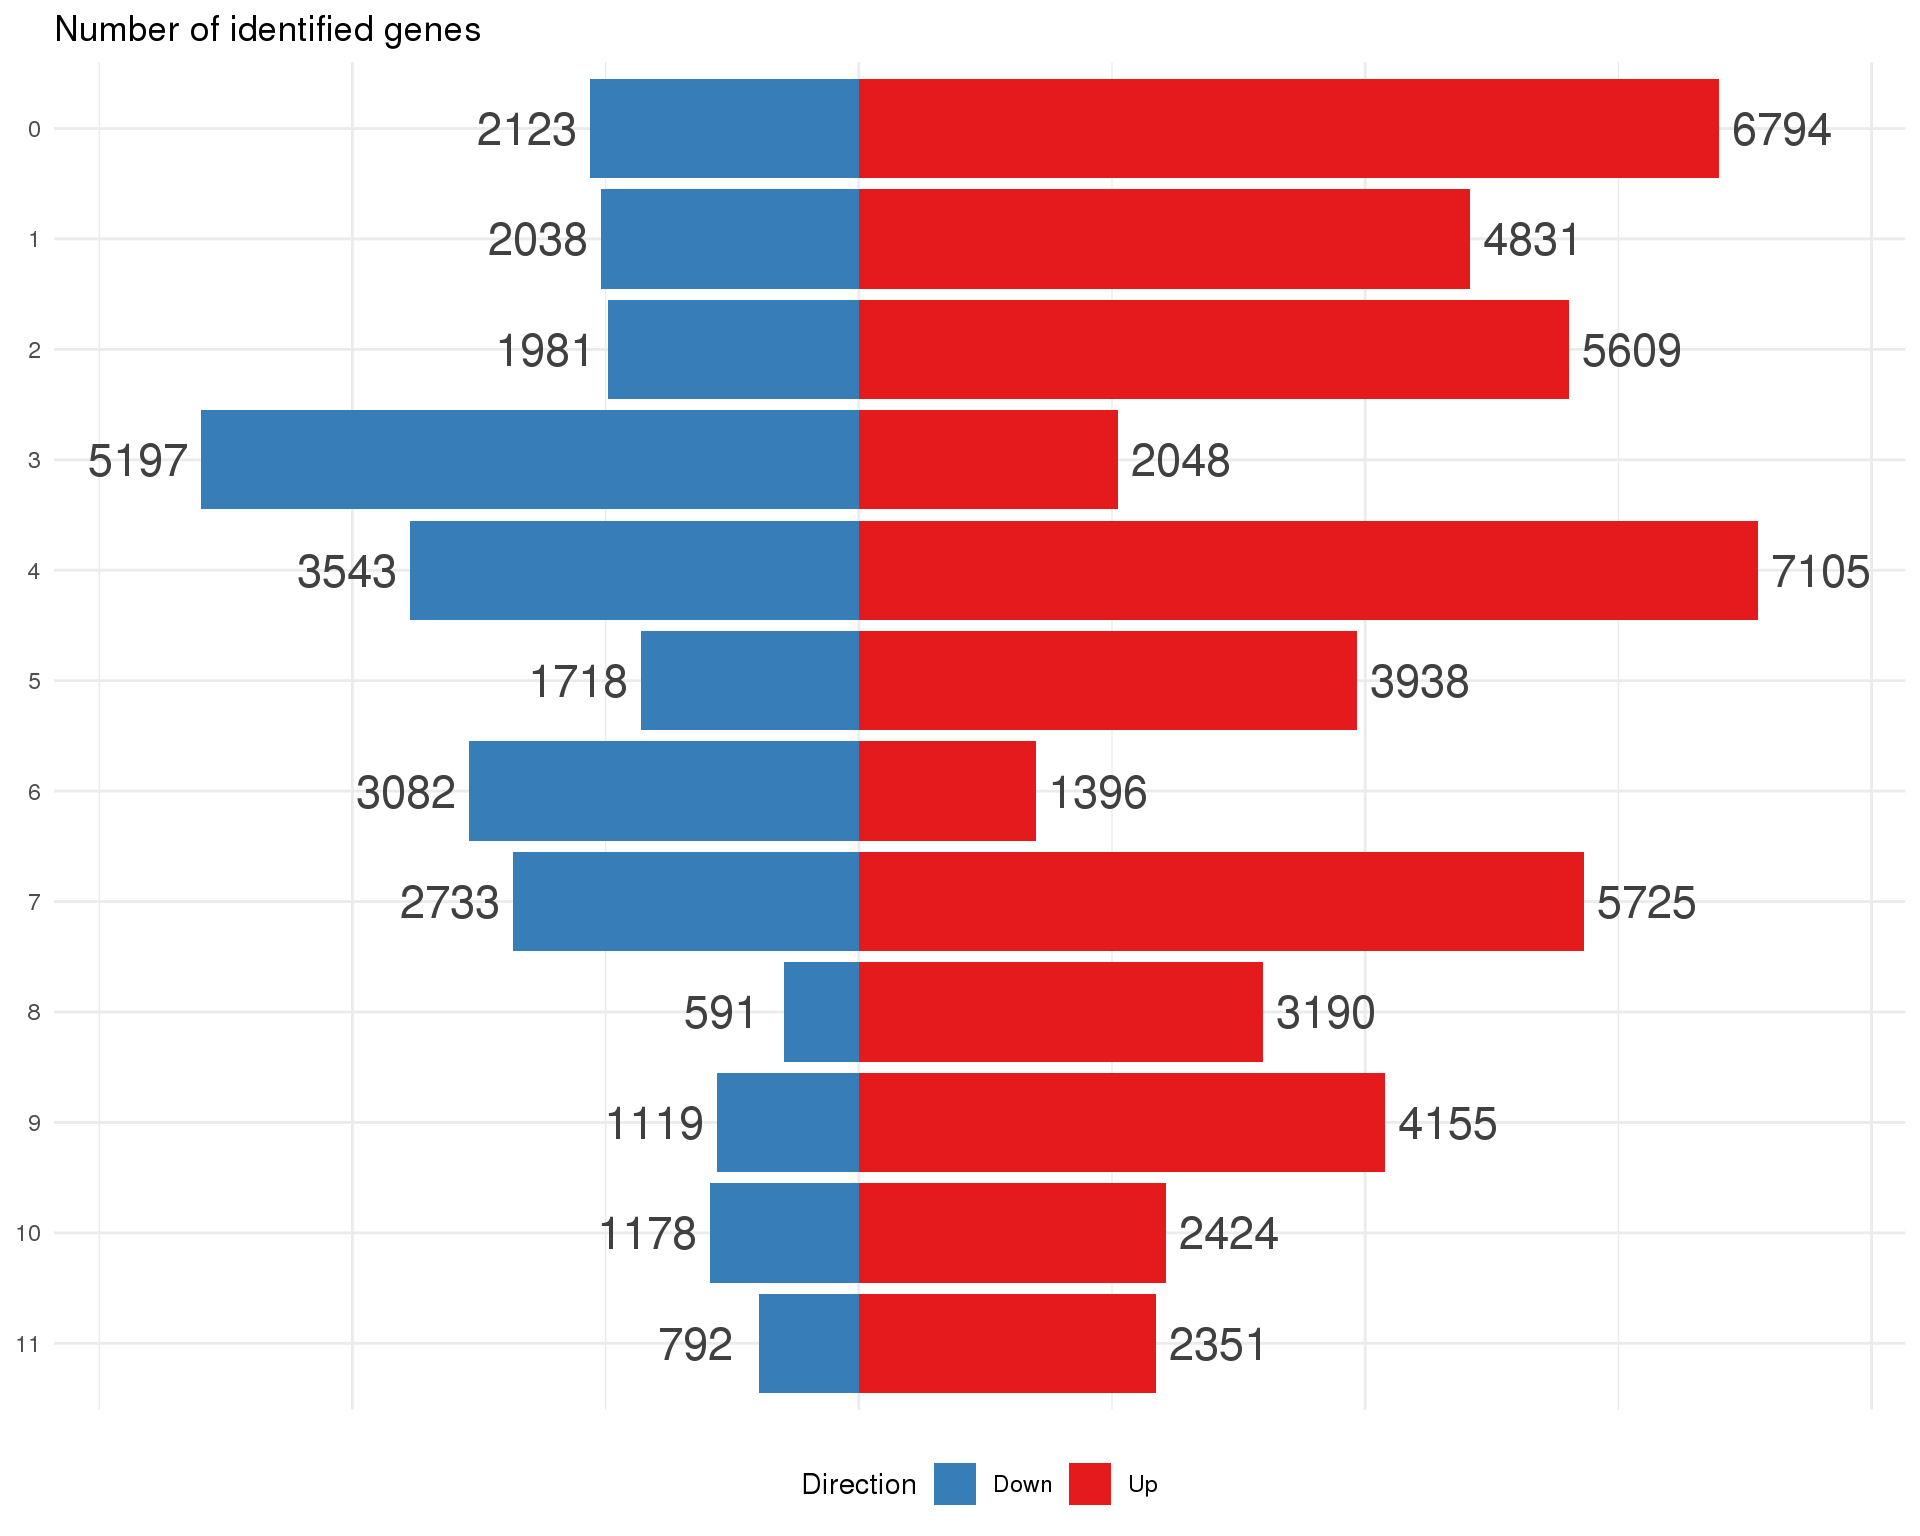 Number of identified genes
0 2123 6794
1 2038 4831
2 1981 5609
3 5197 2048
4 3543 7105
5 1718 3938
6 3082 1396
7 2733 5725
8 591 3190
9 1119 4155
10 1178 2424
11 792 2351
Direction Down Up